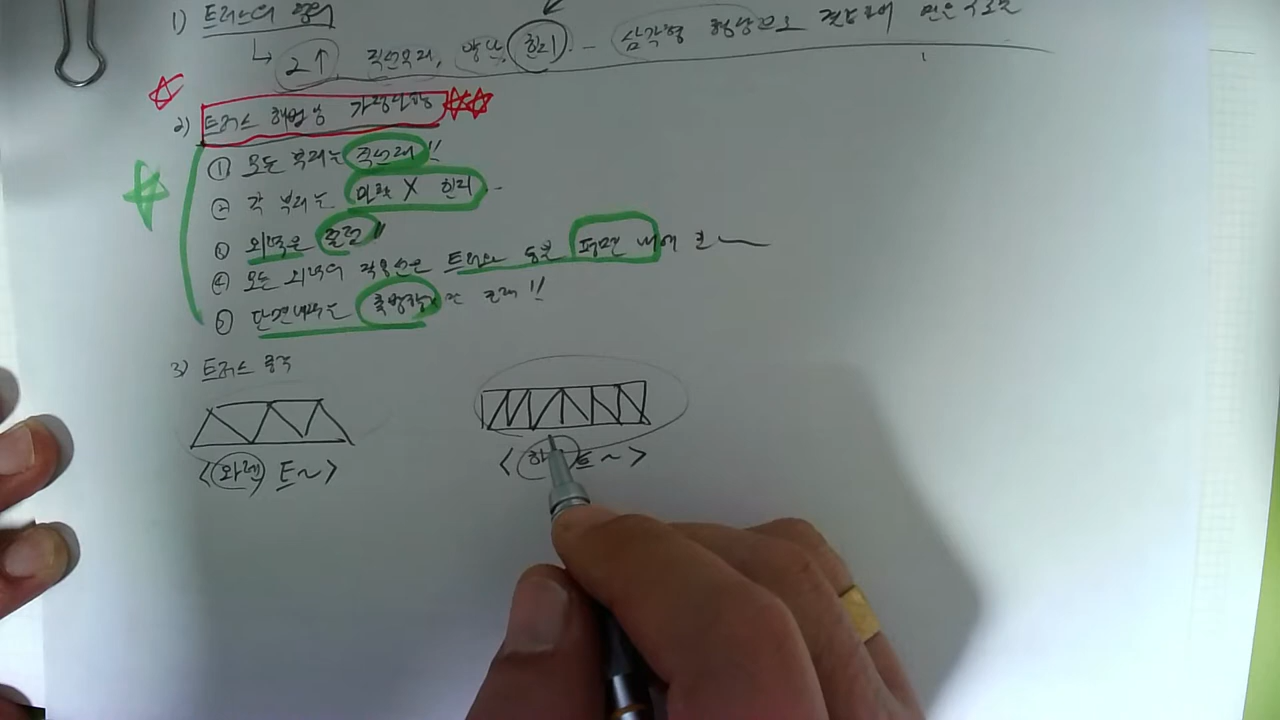 1) 트러스의 정의
↳ 2↑ 직선부재, 양단, 힌지. - 삼각형 형상으로 결합하여 만든 구조물
2) 트러스 해법상 가정사항
① 모든 부재는 직선재!!
② 각 부재는 마찰 X 힌지.
③ 외력은 절점!!
④ 모든 외력의 작용선은 트러스와 동일 평면 내에 존
⑤ 단면내력은 축방향력만 존재!!
3) 트러스 종류
<와렌 트~> <하 트~>